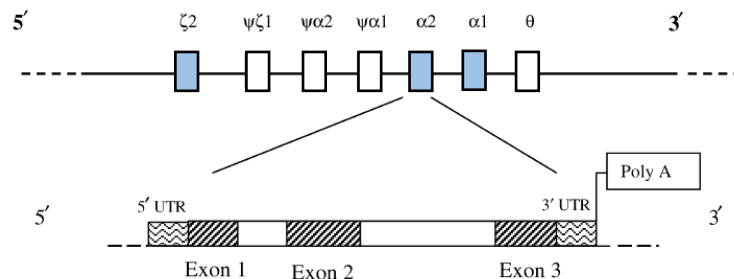 5′ ζ2 ψζ1 ψα2 ψα1 α2 α1 θ 3′
Poly A
5′ 5′ UTR 3′ UTR 3′
Exon 1 Exon 2 Exon 3